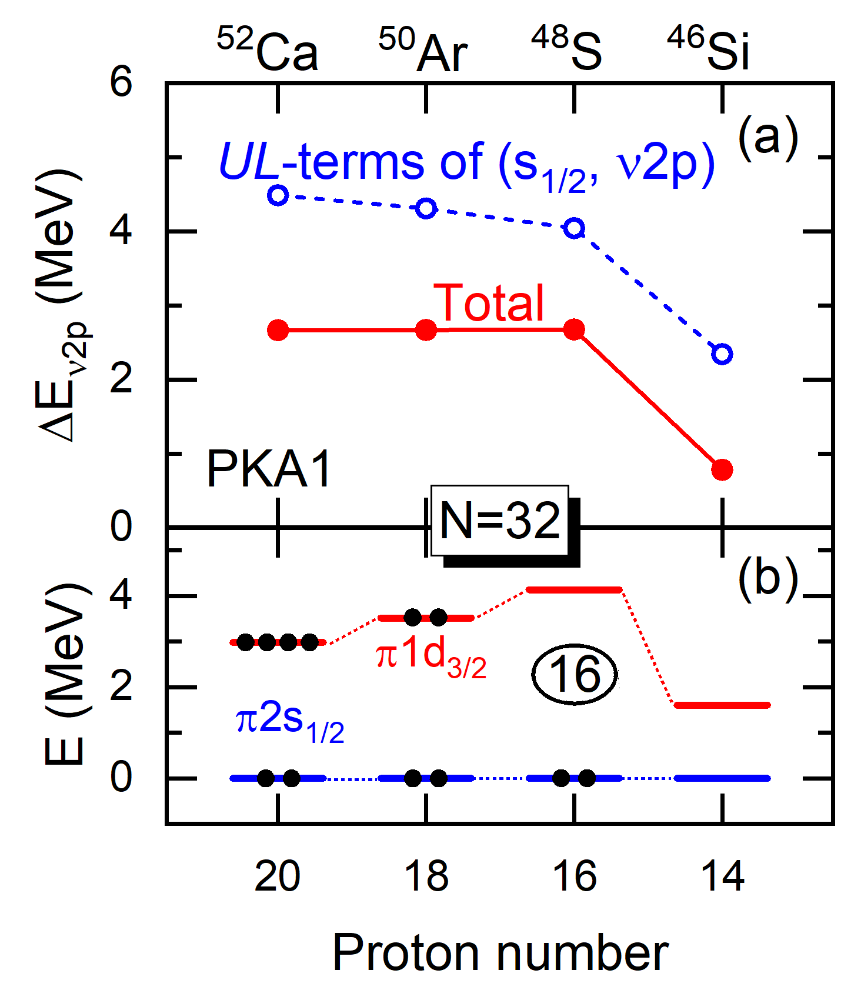 ⁵²Ca ⁵⁰Ar ⁴⁸S ⁴⁶Si
6
(a)
UL-terms of (s₁/₂, ν2p)
4
Total
ΔE_ν2p (MeV)
2
PKA1
0
N=32
(b)
4
π1d₃/₂
16
E (MeV)
2
π2s₁/₂
0
20 18 16 14
Proton number